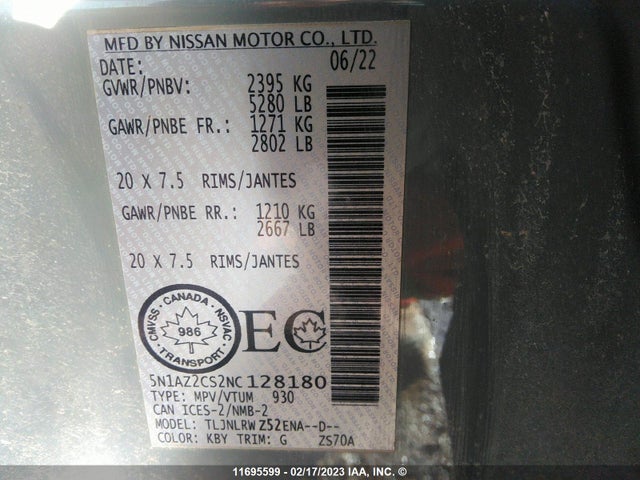 MFD BY NISSAN MOTOR CO., LTD.
DATE: 06/22
GVWR/PNBV: 2395 KG
5280 LB
GAWR/PNBE FR.: 1271 KG
2802 LB
20 X 7.5 RIMS/JANTES
GAWR/PNBE RR.: 1210 KG
2667 LB
20 X 7.5 RIMS/JANTES
CANADA
CMVSS 986 NSVAC
TRANSPORT
EC
5N1AZ2CS2NC 128180
TYPE: MPV/VTUM 930
CAN ICES-2/NMB-2
MODEL: TLJNLRW Z52ENA--D--
COLOR: KBY TRIM: G ZS70A
11695599 - 02/17/2023 IAA, Inc.